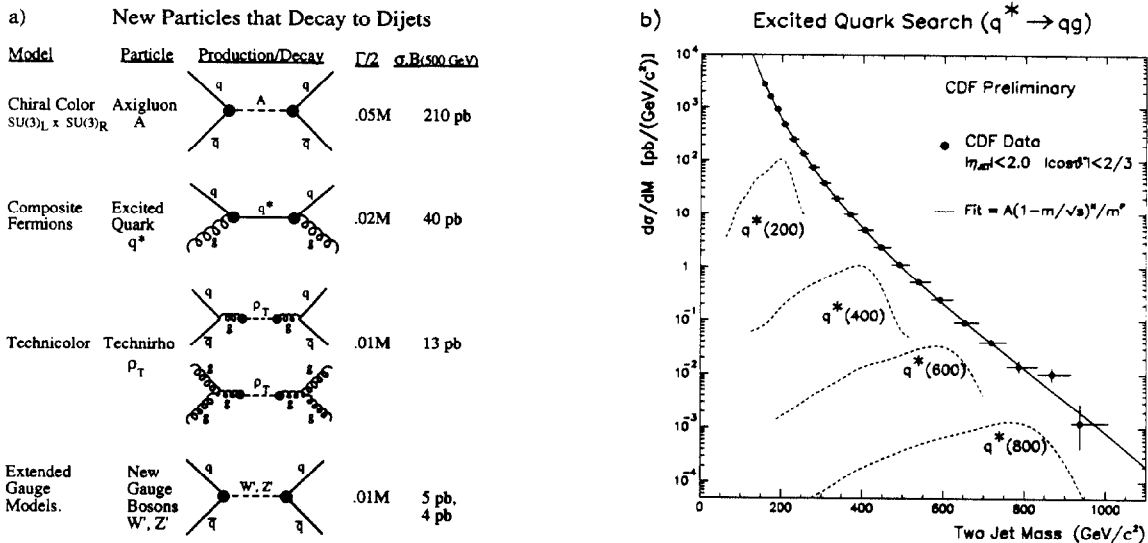 a) New Particles that Decay to Dijets
Model Particle Production/Decay Γ/2 σ.B(500 GeV)
Chiral Color Axigluon .05M 210 pb
SU(3)L x SU(3)R A
q A q
q̅ q̅
Composite Excited .02M 40 pb
Fermions Quark
q*
q q* q
g g
Technicolor Technirho .01M 13 pb
ρT
q ρT q
q̅ g g q̅
g ρT g
g g g g
Extended New .01M 5 pb,
Gauge Gauge 4 pb
Models. Bosons
W', Z'
q W', Z' q
q̅ q̅
b) Excited Quark Search (q* → qg)
dσ/dM [pb/(GeV/c²)]
10⁴
10³
10²
10
1
10⁻¹
10⁻²
10⁻³
10⁻⁴
CDF Preliminary
CDF Data
|<2.0 |<2/3
Fit = A(1-m/√s)ᴺ/mᴾ
q*(200)
q*(400)
q*(600)
q*(800)
0 200 400 600 800 1000
Two Jet Mass (GeV/c²)